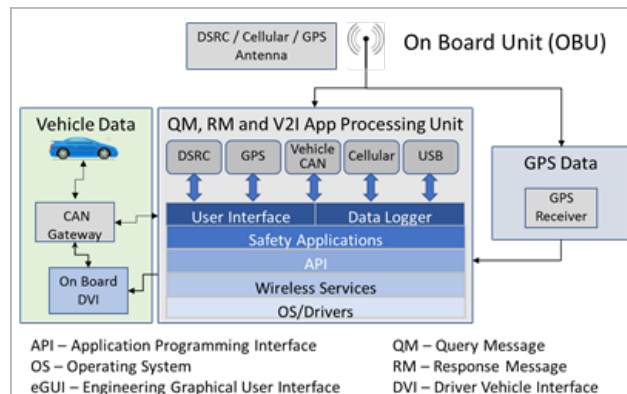 DSRC / Cellular / GPS
Antenna
On Board Unit (OBU)
Vehicle Data
CAN
Gateway
On Board
DVI
QM, RM and V2I App Processing Unit
DSRC
GPS
Vehicle
CAN
Cellular
USB
User Interface
Data Logger
Safety Applications
API
Wireless Services
OS/Drivers
GPS Data
GPS
Receiver
API – Application Programming Interface
OS – Operating System
eGUI – Engineering Graphical User Interface
QM – Query Message
RM – Response Message
DVI – Driver Vehicle Interface